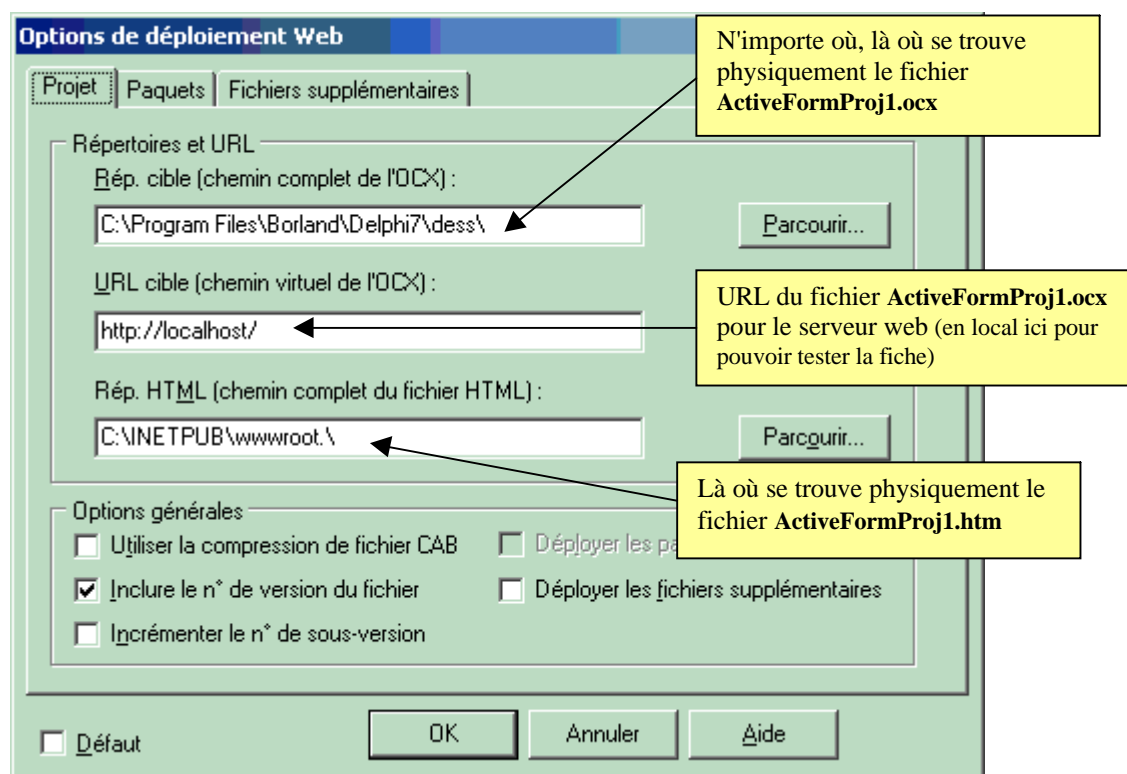 Options de déploiement Web
N'importe où, là où se trouve
physiquement le fichier
ActiveFormProj1.ocx
Projet
Paquets
Fichiers supplémentaires
Répertoires et URL
Rép. cible (chemin complet de l'OCX) :
C:\Program Files\Borland\Delphi7\dess\
Parcourir...
URL cible (chemin virtuel de l'OCX) :
http://localhost/
URL du fichier ActiveFormProj1.ocx
pour le serveur web (en local ici pour
pouvoir tester la fiche)
Rép. HTML (chemin complet du fichier HTML) :
C:\INETPUB\wwwroot.\
Parcourir...
Là où se trouve physiquement le
fichier ActiveFormProj1.htm
Options générales
Utiliser la compression de fichier CAB
Déployer les
Inclure le n° de version du fichier
Déployer les fichiers supplémentaires
Incrémenter le n° de sous-version
Défaut
OK
Annuler
Aide